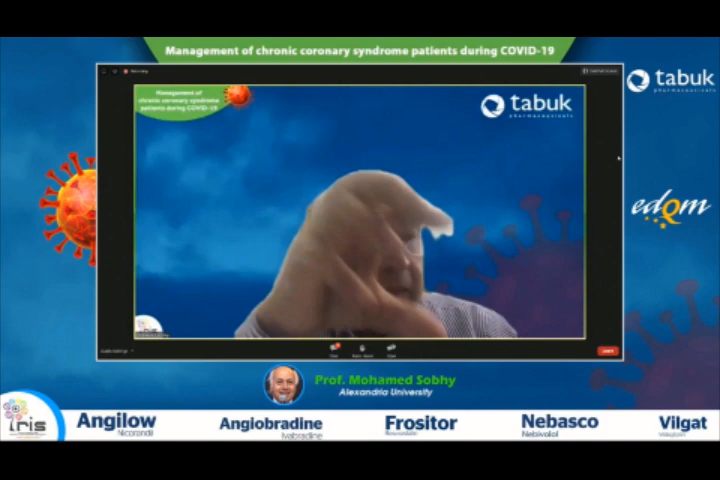 Management of chronic coronary syndrome patients during COVID-19
Management of
chronic coronary syndrome
patients during COVID-19
tabuk
pharmaceuticals
tabuk
pharmaceuticals
edqm
Prof. Mohamed Sobhy
Alexandria University
iris
Angilow
Nicorandil
Angiobradine
Ivabradine
Frositor
Nebasco
Nebivolol
Vilgat